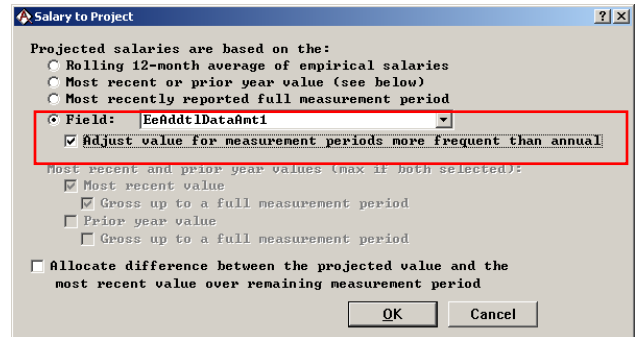 Salary to Project
Projected salaries are based on the:
Rolling 12-month average of empirical salaries
Most recent or prior year value (see below)
Most recently reported full measurement period
Field: EeAddtlDataAmt1
Adjust value for measurement periods more frequent than annual
Most recent and prior year values (max if both selected):
Most recent value
Gross up to a full measurement period
Prior year value
Gross up to a full measurement period
Allocate difference between the projected value and the
most recent value over remaining measurement period
OK Cancel